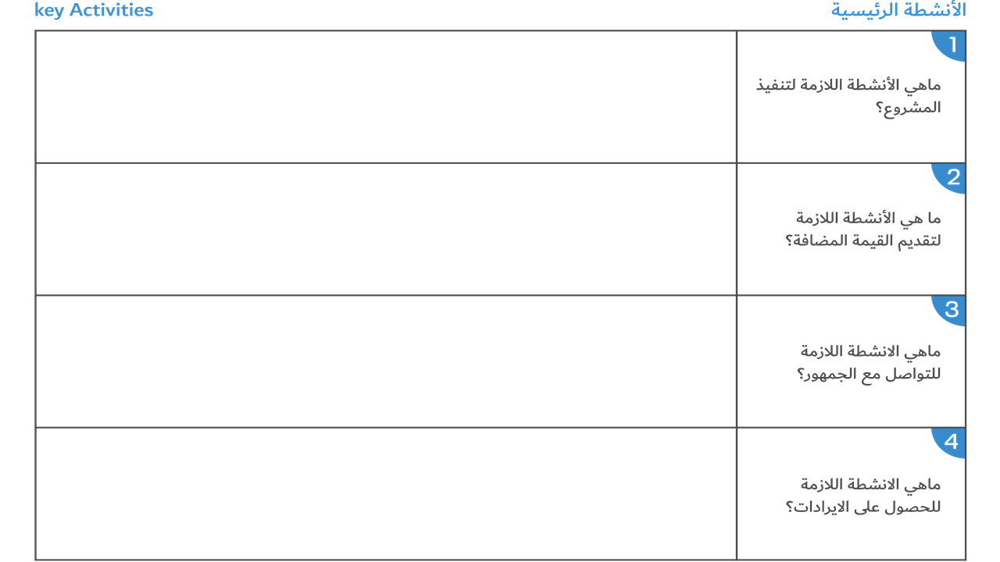 الأنشطة الرئيسية
key Activities
1
ماهي الأنشطة اللازمة لتنفيذ
المشروع؟
2
ما هي الأنشطة اللازمة
لتقديم القيمة المضافة؟
3
ماهي الانشطة اللازمة
للتواصل مع الجمهور؟
4
ماهي الانشطة اللازمة
للحصول على الايرادات؟